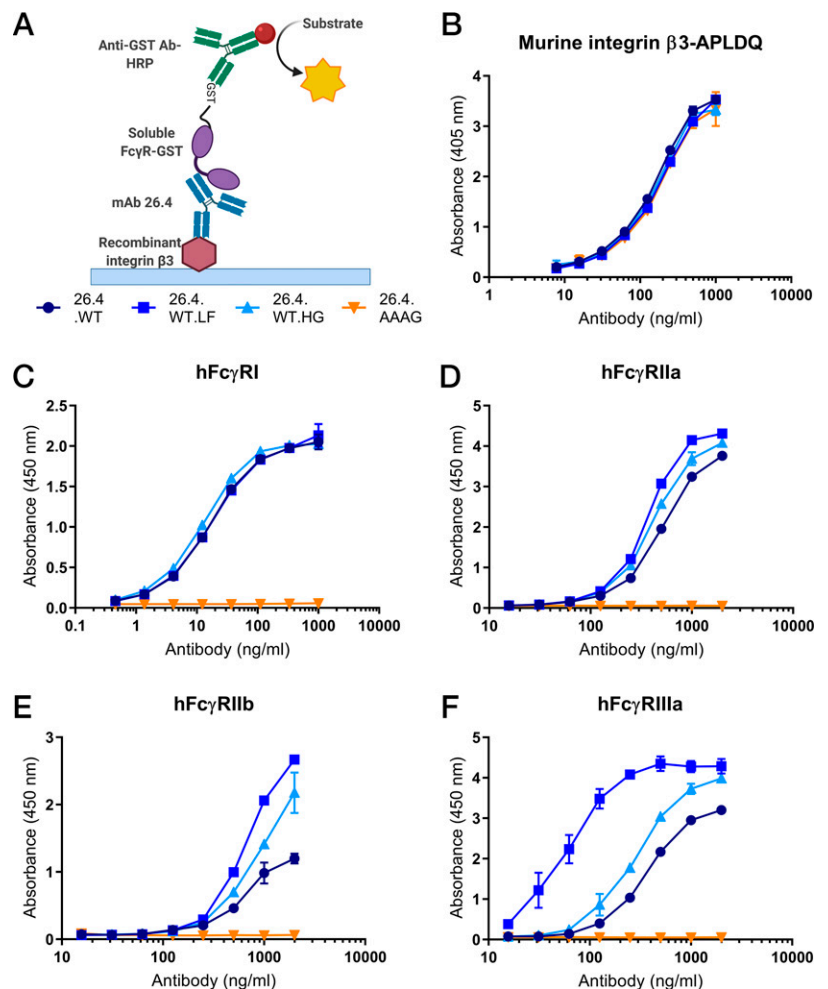 A
Anti-GST Ab-
HRP
Substrate
GST
Soluble
FcγR-GST
mAb 26.4
Recombinant
integrin β3
26.4
.WT
26.4.
WT.LF
26.4.
WT.HG
26.4.
AAAG
B
Murine integrin β3-APLDQ
Absorbance (405 nm)
4
3
2
1
0
1
10
100
1000
10000
Antibody (ng/ml)
C
hFcγRI
Absorbance (450 nm)
2.5
2.0
1.5
1.0
0.5
0.0
0.1
1
10
100
1000
10000
Antibody (ng/ml)
D
hFcγRIIa
Absorbance (450 nm)
5
4
3
2
1
0
10
100
1000
10000
Antibody (ng/ml)
E
hFcγRIIb
Absorbance (450 nm)
3
2
1
0
10
100
1000
10000
Antibody (ng/ml)
F
hFcγRIIIa
Absorbance (450 nm)
5
4
3
2
1
0
10
100
1000
10000
Antibody (ng/ml)